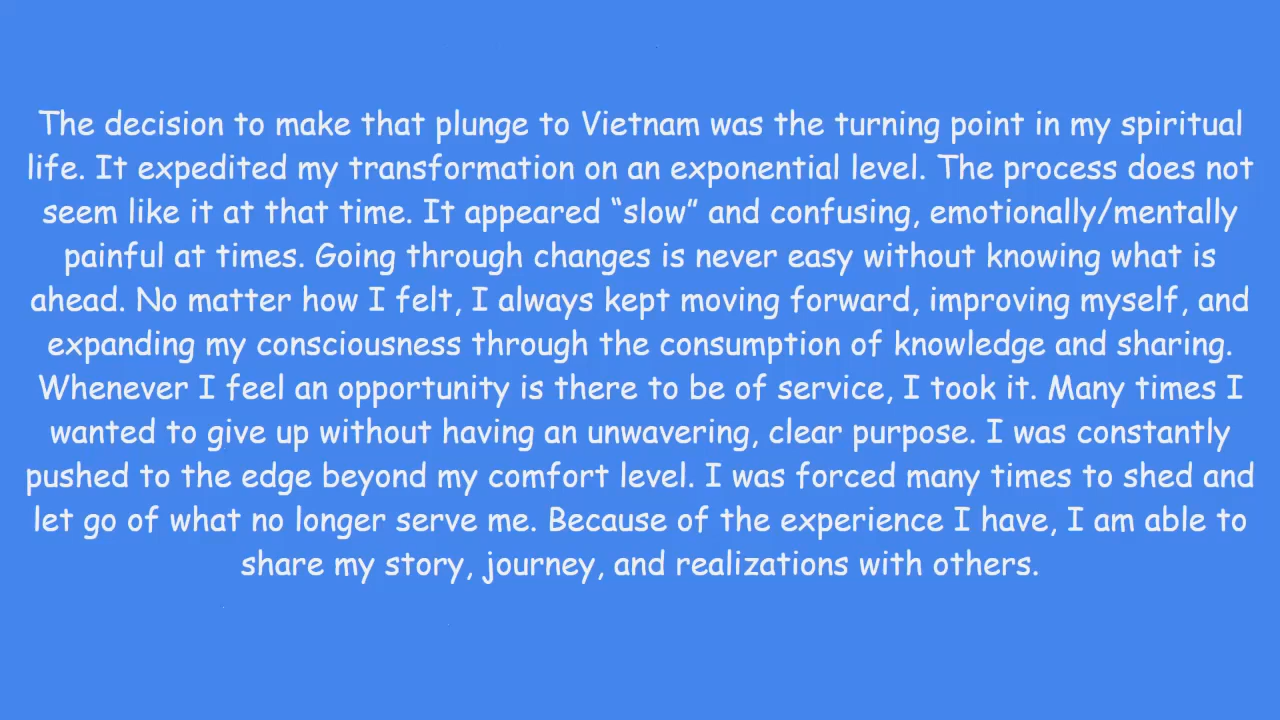 The decision to make that plunge to Vietnam was the turning point in my spiritual
life. It expedited my transformation on an exponential level. The process does not
seem like it at that time. It appeared “slow” and confusing, emotionally/mentally
painful at times. Going through changes is never easy without knowing what is
ahead. No matter how I felt, I always kept moving forward, improving myself, and
expanding my consciousness through the consumption of knowledge and sharing.
Whenever I feel an opportunity is there to be of service, I took it. Many times I
wanted to give up without having an unwavering, clear purpose. I was constantly
pushed to the edge beyond my comfort level. I was forced many times to shed and
let go of what no longer serve me. Because of the experience I have, I am able to
share my story, journey, and realizations with others.